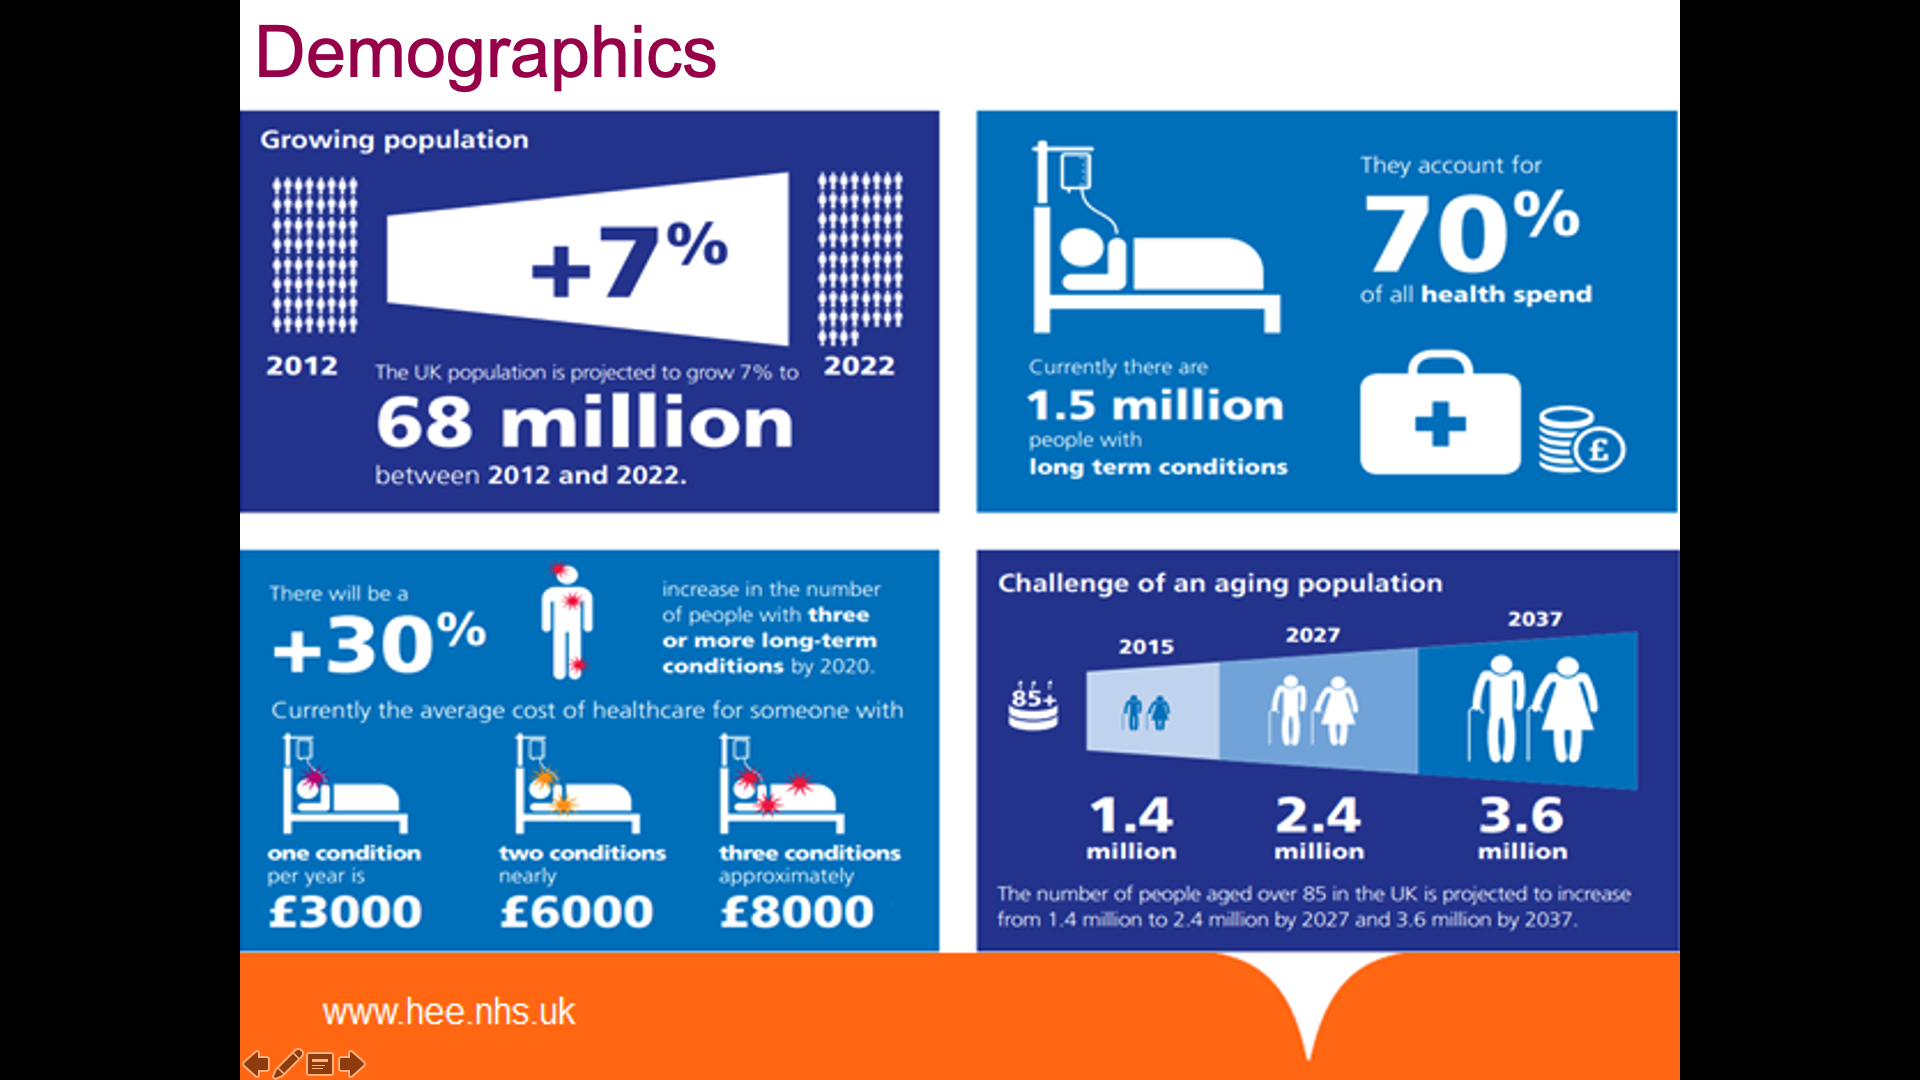 Demographics
Growing population
+7%
2012
2022
The UK population is projected to grow 7% to
68 million
between 2012 and 2022.
They account for
70%
of all health spend
Currently there are
1.5 million
people with
long term conditions
£
There will be a
+30%
increase in the number
of people with three
or more long-term
conditions by 2020.
Currently the average cost of healthcare for someone with
one condition
per year is
£3000
two conditions
nearly
£6000
three conditions
approximately
£8000
Challenge of an aging population
85+
2015
2027
2037
1.4
million
2.4
million
3.6
million
The number of people aged over 85 in the UK is projected to increase
from 1.4 million to 2.4 million by 2027 and 3.6 million by 2037.
www.hee.nhs.uk